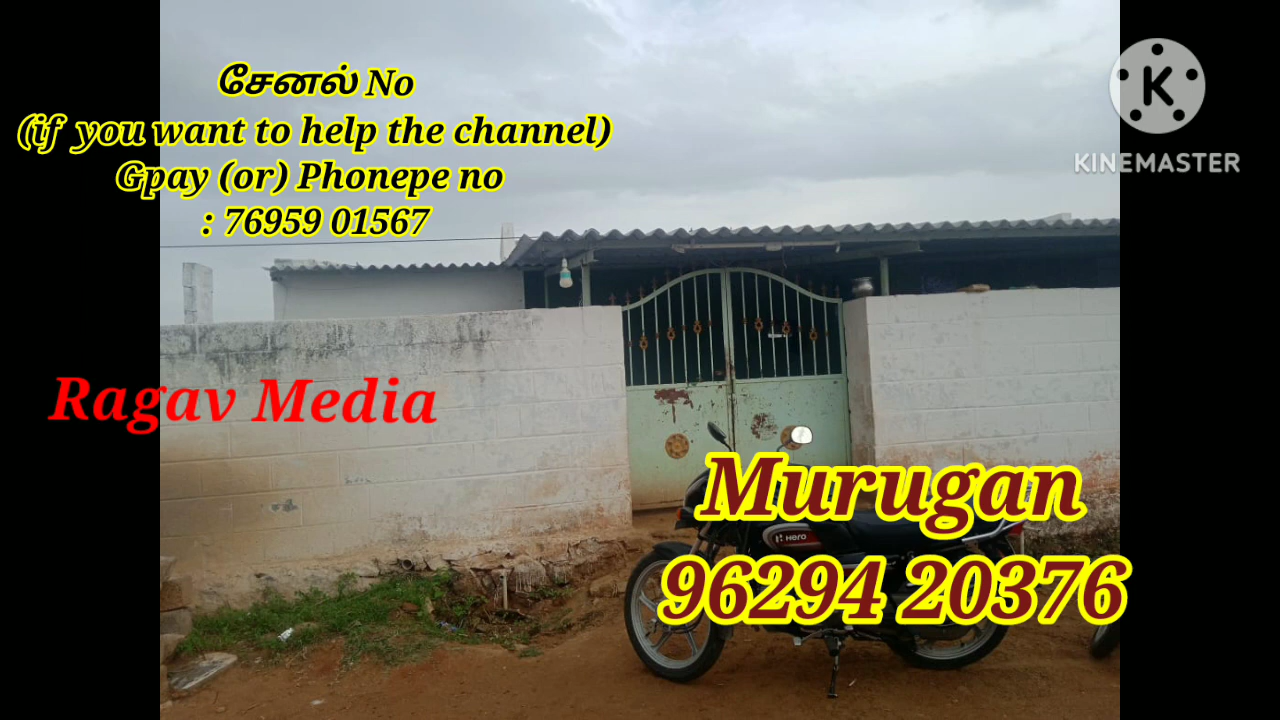 சேனல் No
(if you want to help the channel)
Gpay (or) Phonepe no
: 76959 01567
K
KINEMASTER
Ragav Media
Murugan
Hero
96294 20376